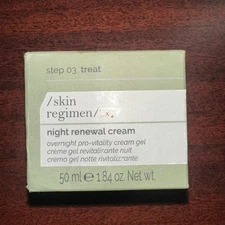 step 03. treat
/skin
regimen/
night renewal cream
overnight pro-vitality cream gel
crème gel revitalizante nuit
crema gel notte rivitalizzante
50 ml e 1.84 oz. Net wt.